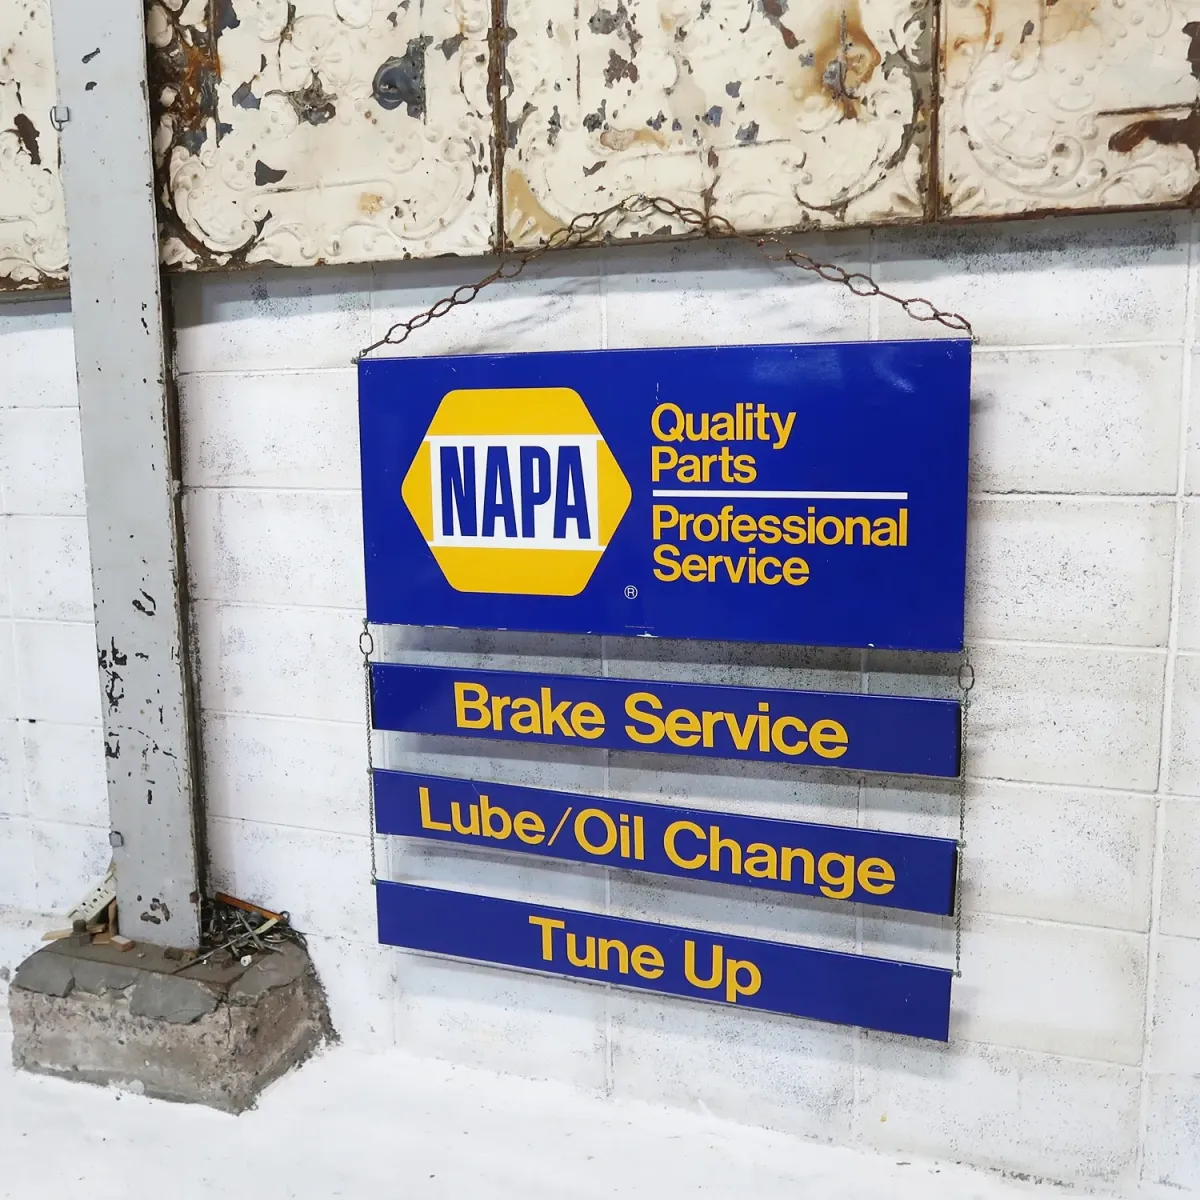 NAPA
®
Quality
Parts
Professional
Service
Brake Service
Lube/Oil Change
Tune Up